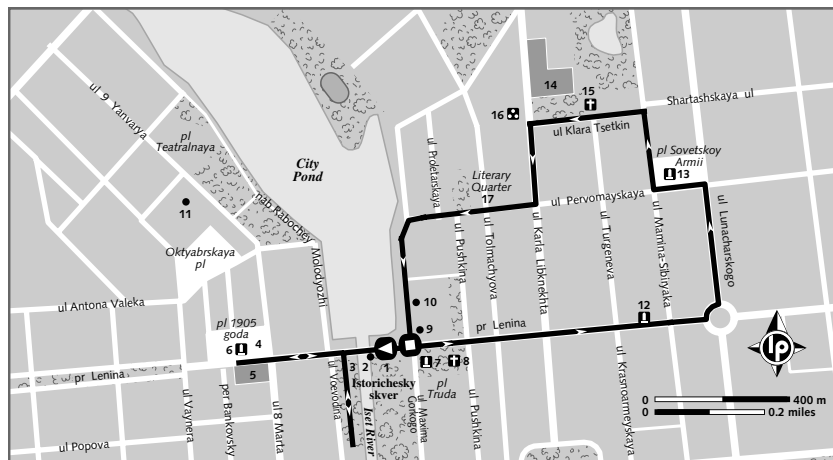 14
15
Shartashskaya ul
16
ul Klara Tsetkin
ul 9 Yanvarya
pl
Teatralnaya
City
Pond
ul Proletarskaya
Literary
Quarter
17
pl Sovetskoy
Armii
13
11
nab Rabochey
Molodyozhi
ul Pervomayskaya
ul Pushkina
ul Tolmachyova
ul Karla Libknekhta
ul Turgeneva
ul Mamina-Sibiryaka
ul Lunacharskogo
Oktyabrskaya
pl
ul Antona Valeka
10
9
12
pr Lenina
pl 1905
goda
4
6
5
3
2
1
7
8
pl
Truda
Istorichesky
skver
Iset River
pr Lenina
ul Voevodina
ul Maxima
Gorkogo
ul Pushkina
ul Krasnoarmeyskaya
ul Vaynera
per Bankovsky
ul 8 Marta
ul Popova
lp
0 400 m
0 0.2 miles